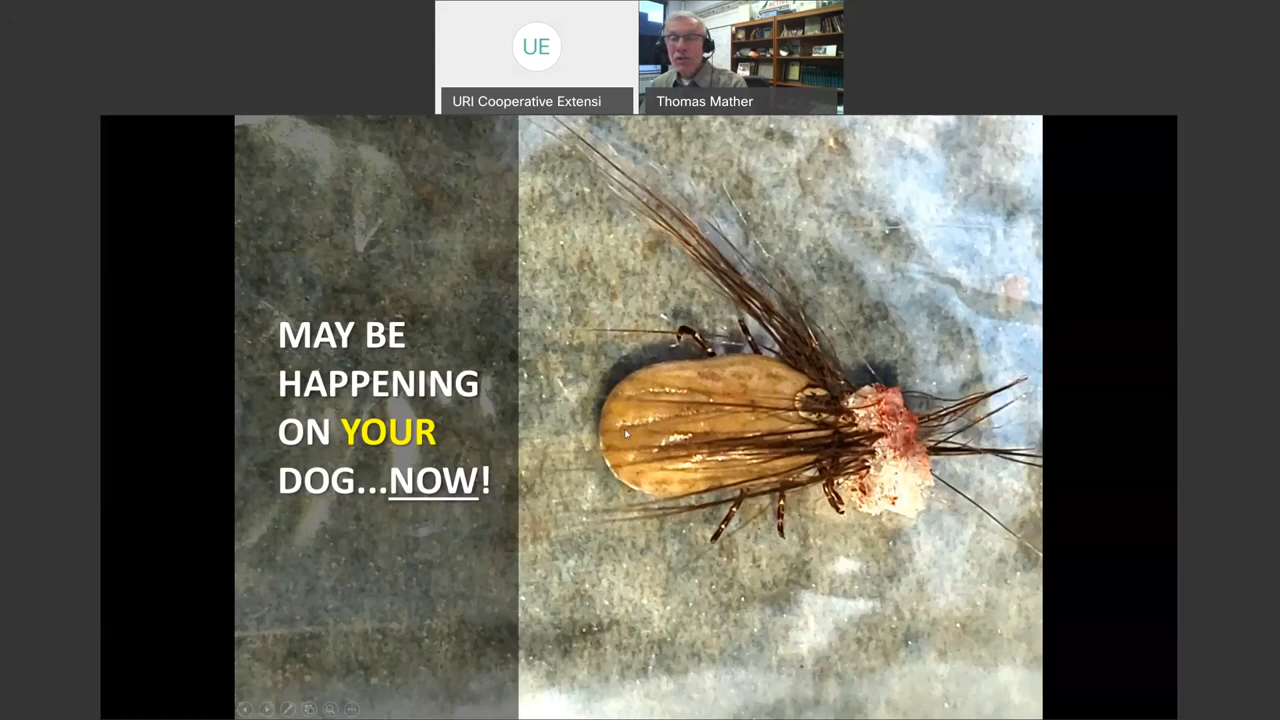 UE
URI Cooperative Extensi
Thomas Mather
MAY BE
HAPPENING
ON YOUR
DOG...NOW!